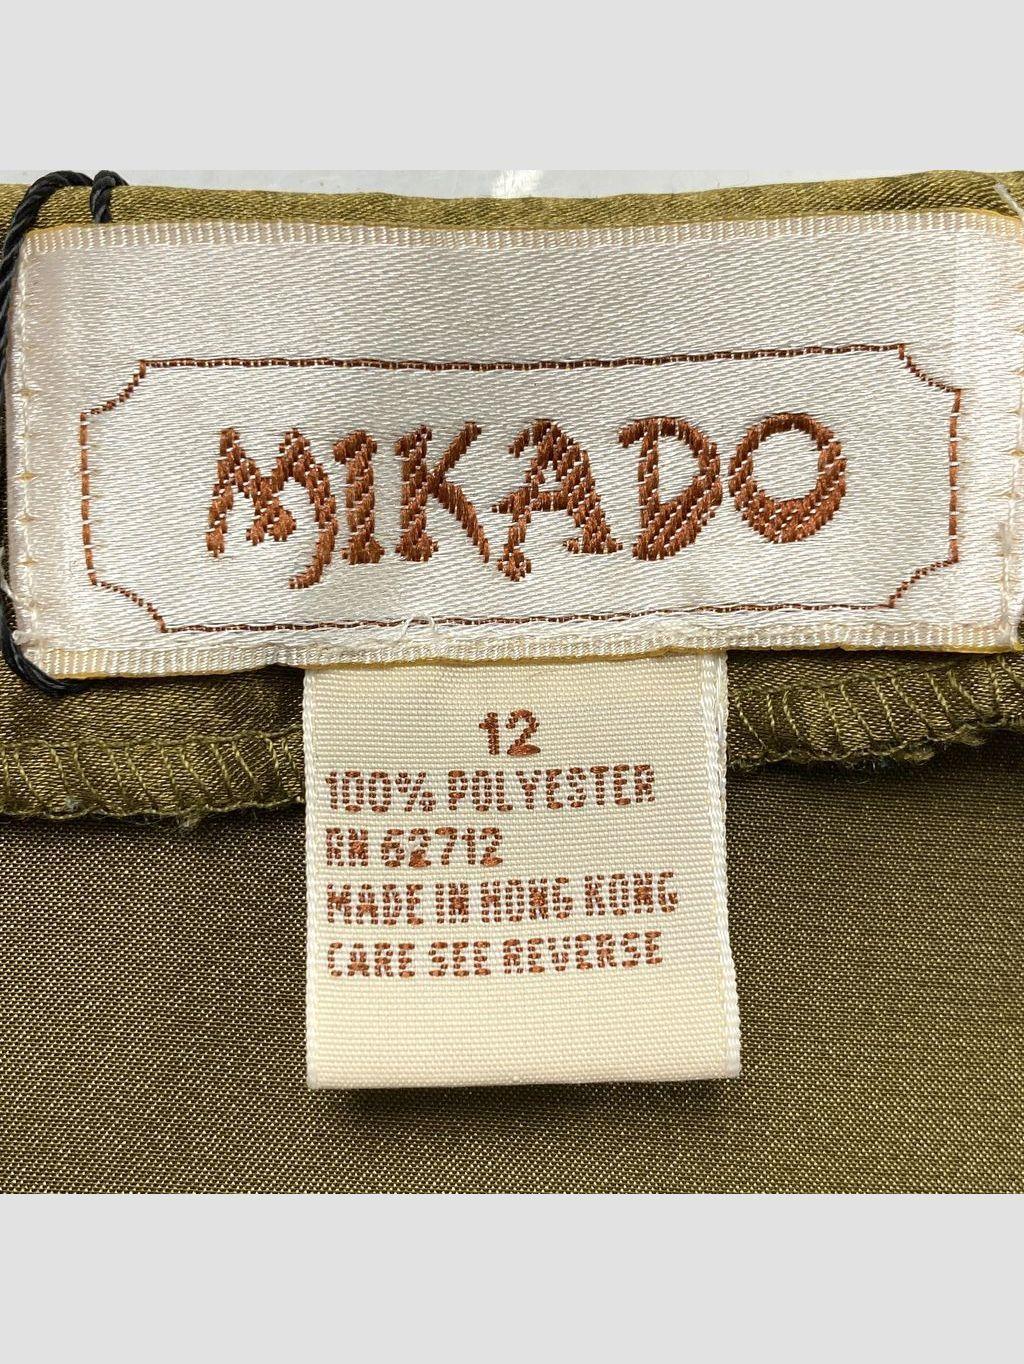 MIKADO
12
100% POLYESTER
RN 62712
MADE IN HONG KONG
CARE SEE REVERSE